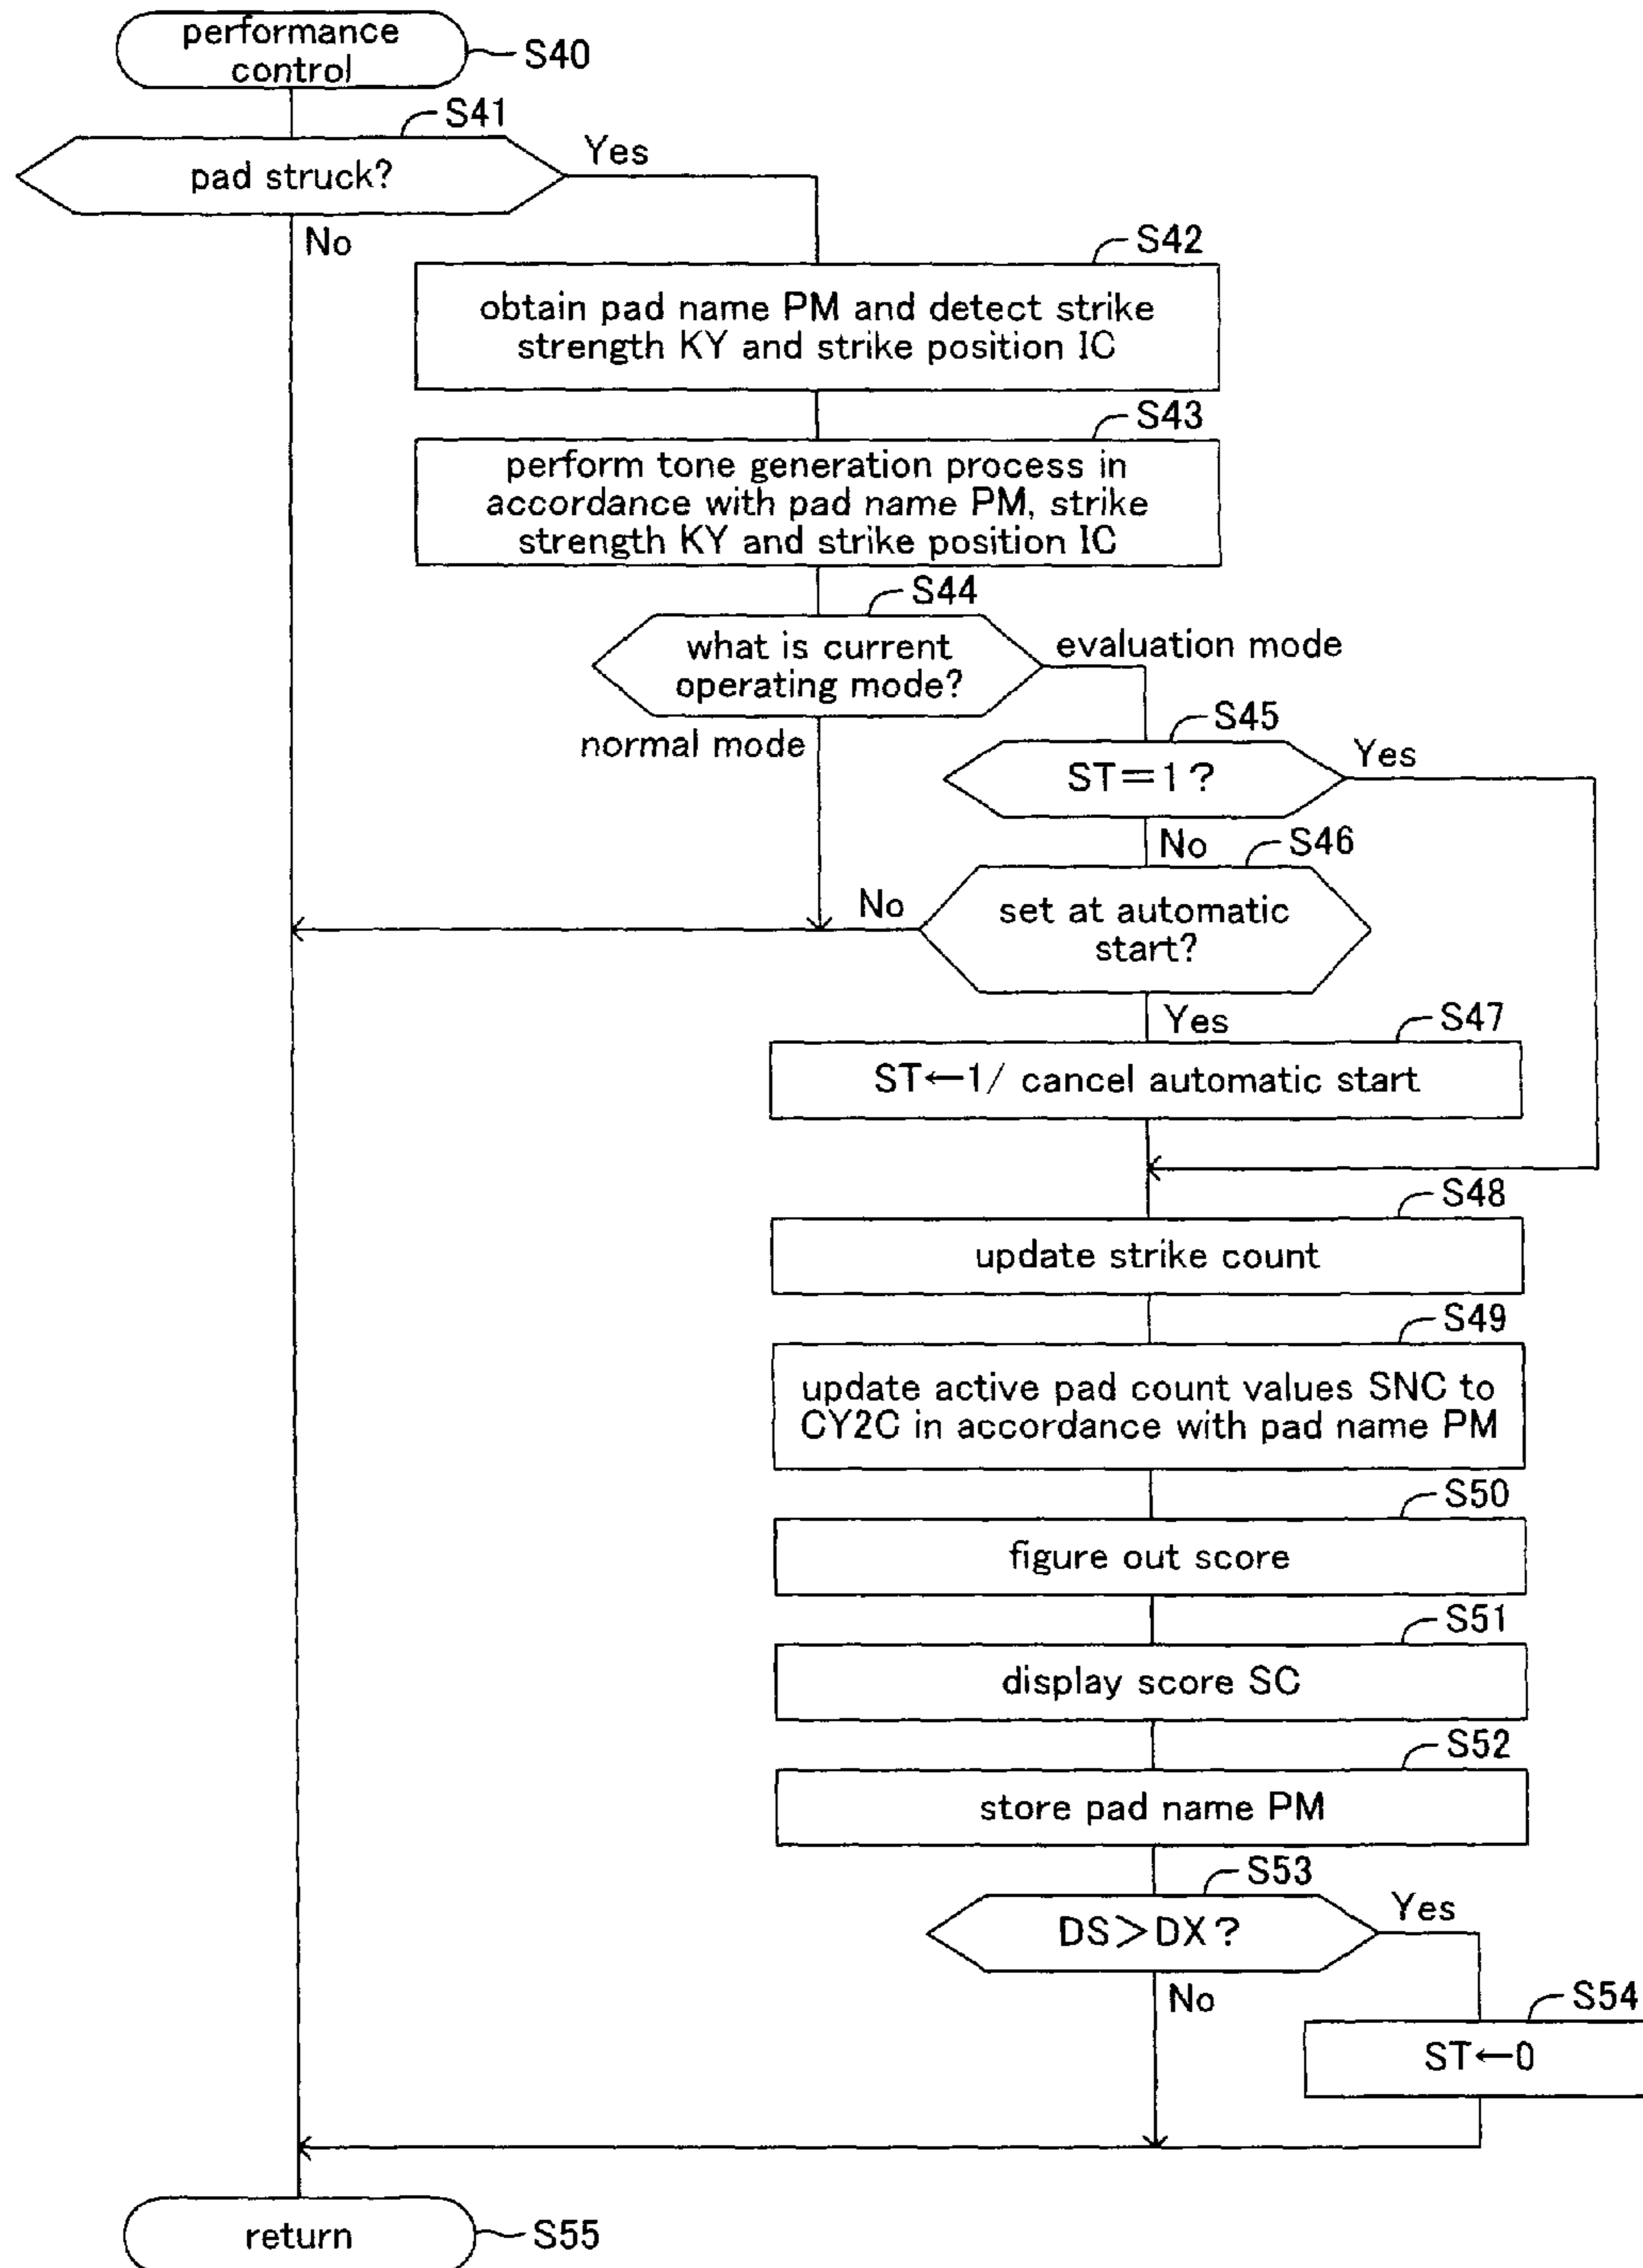 performance
control
S40
S41
pad struck?
Yes
No
S42
obtain pad name PM and detect strike
strength KY and strike position IC
S43
perform tone generation process in
accordance with pad name PM, strike
strength KY and strike position IC
S44
what is current
operating mode?
evaluation mode
normal mode
S45
ST=1?
Yes
No
S46
set at automatic
start?
No
Yes
S47
ST←1/ cancel automatic start
S48
update strike count
S49
update active pad count values SNC to
CY2C in accordance with pad name PM
S50
figure out score
S51
display score SC
S52
store pad name PM
S53
DS>DX?
Yes
No
S54
ST←0
return
S55